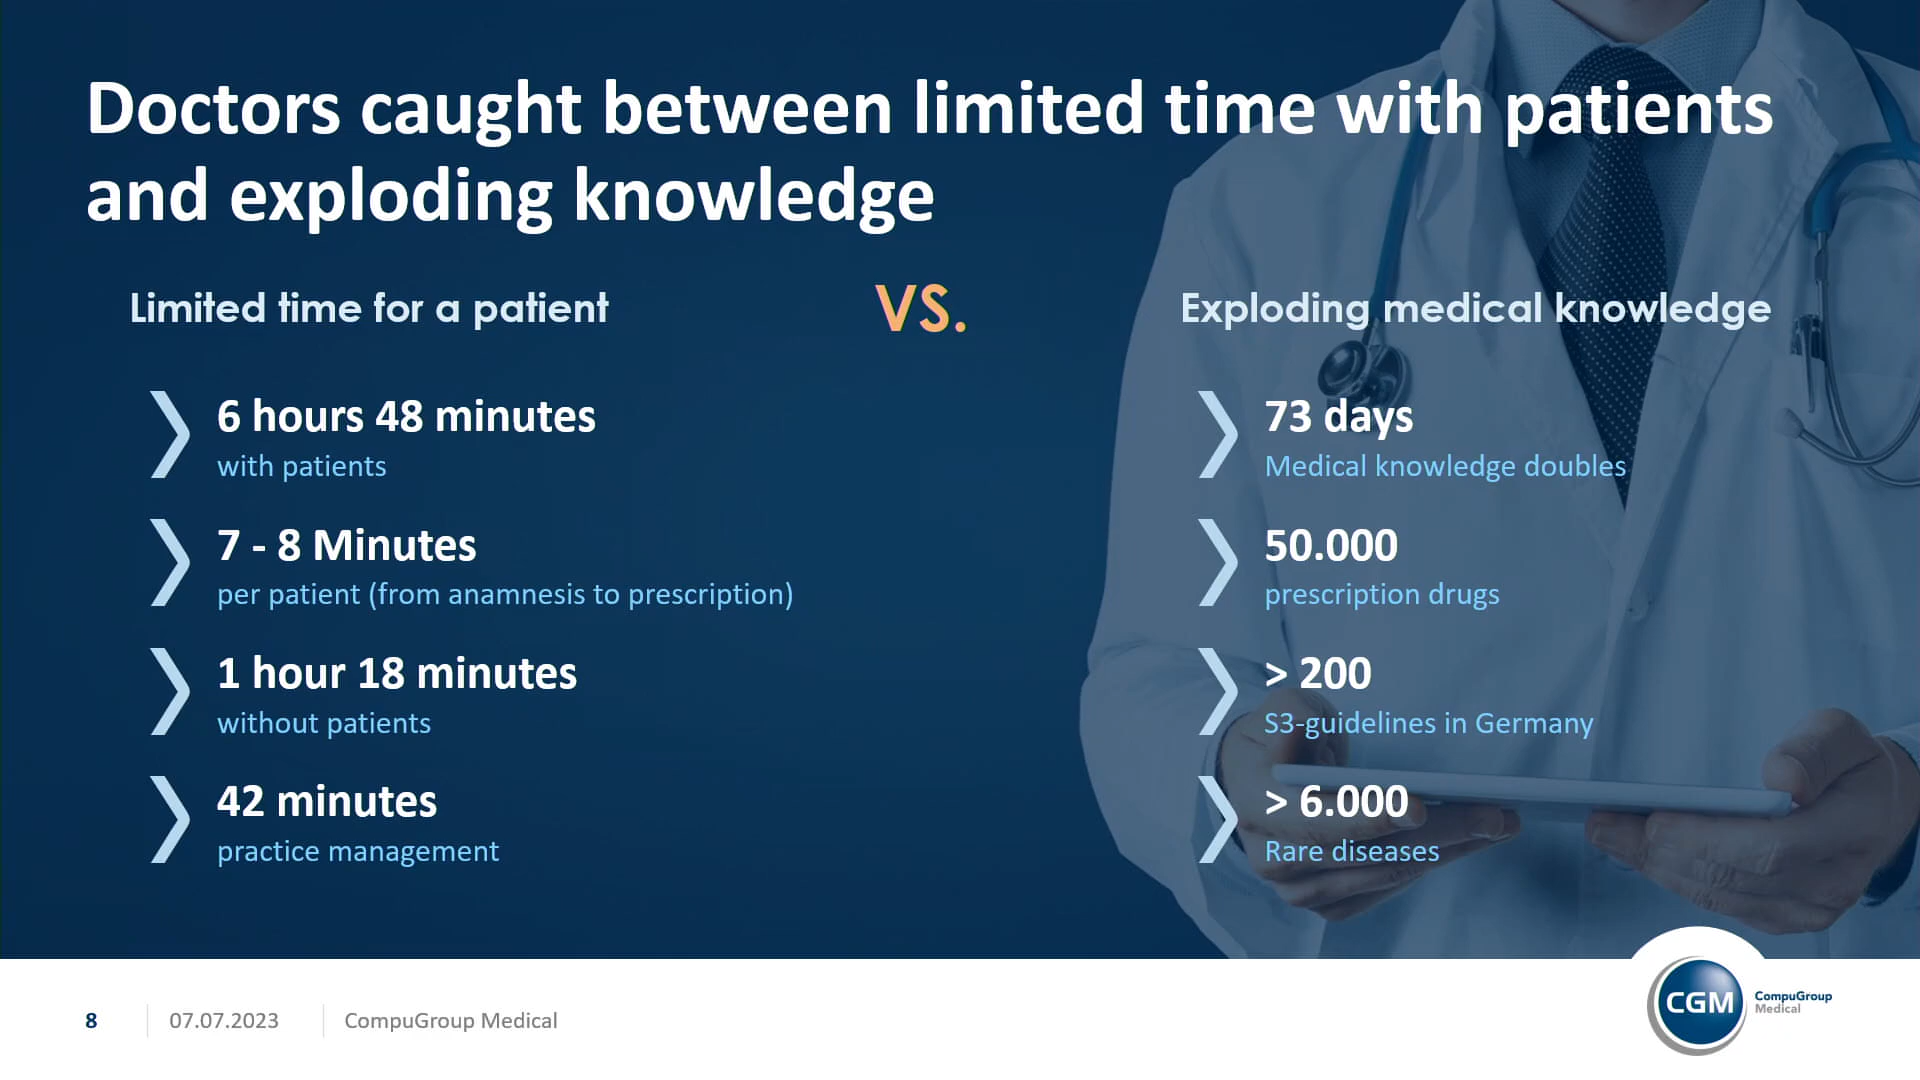 Doctors caught between limited time with patients
and exploding knowledge
Limited time for a patient
VS.
Exploding medical knowledge
6 hours 48 minutes
with patients
7 - 8 Minutes
per patient (from anamnesis to prescription)
1 hour 18 minutes
without patients
42 minutes
practice management
73 days
Medical knowledge doubles
50.000
prescription drugs
> 200
S3-guidelines in Germany
> 6.000
Rare diseases
8
07.07.2023
CompuGroup Medical
CGM
CompuGroup
Medical